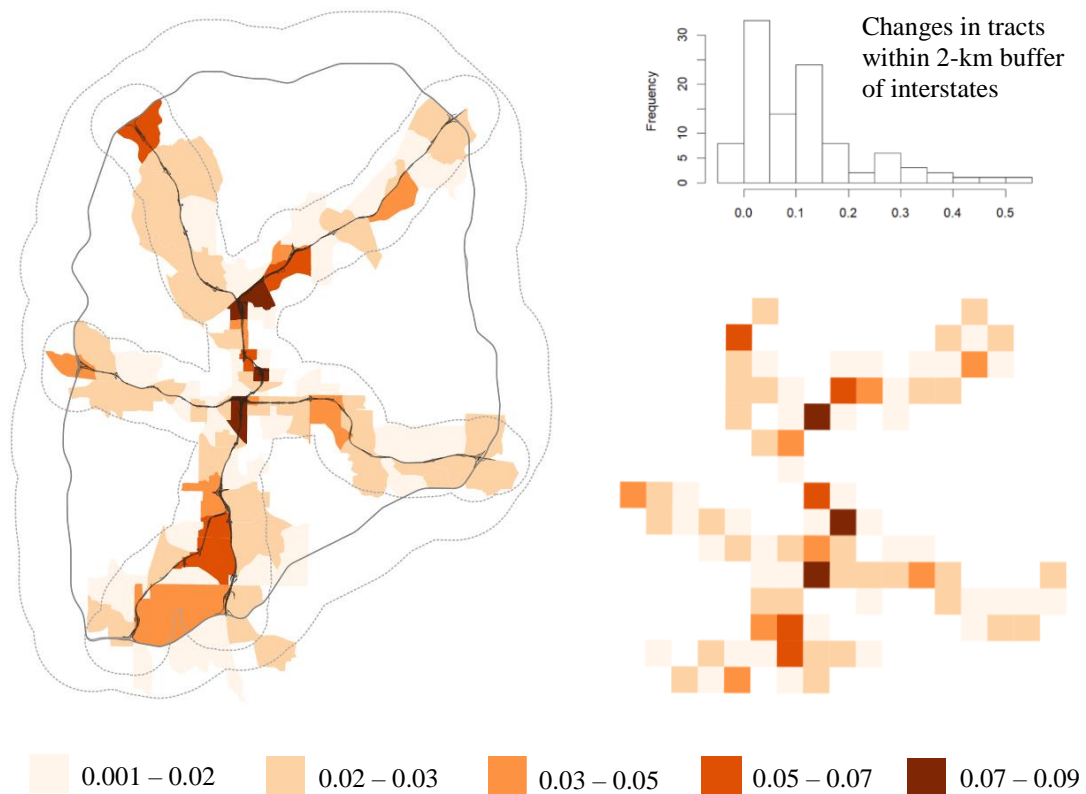 Changes in tracts
within 2-km buffer
of interstates
Frequency
30
20
10
5
0
0.0 0.1 0.2 0.3 0.4 0.5
0.001 – 0.02 0.02 – 0.03 0.03 – 0.05 0.05 – 0.07 0.07 – 0.09